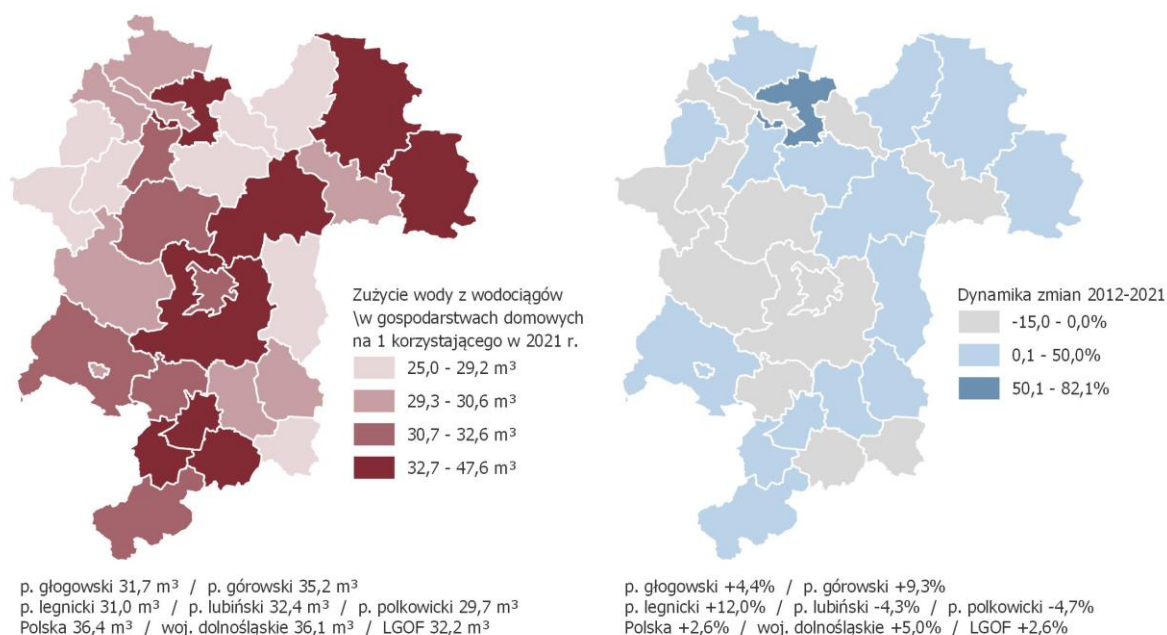 Zużycie wody z wodociągów
\w gospodarstwach domowych
na 1 korzystającego w 2021 r.
25,0 - 29,2 m³
29,3 - 30,6 m³
30,7 - 32,6 m³
32,7 - 47,6 m³
p. głogowski 31,7 m³ / p. górowski 35,2 m³
p. legnicki 31,0 m³ / p. lubiński 32,4 m³ / p. polkowicki 29,7 m³
Polska 36,4 m³ / woj. dolnośląskie 36,1 m³ / LGOF 32,2 m³
Dynamika zmian 2012-2021
-15,0 - 0,0%
0,1 - 50,0%
50,1 - 82,1%
p. głogowski +4,4% / p. górowski +9,3%
p. legnicki +12,0% / p. lubiński -4,3% / p. polkowicki -4,7%
Polska +2,6% / woj. dolnośląskie +5,0% / LGOF +2,6%